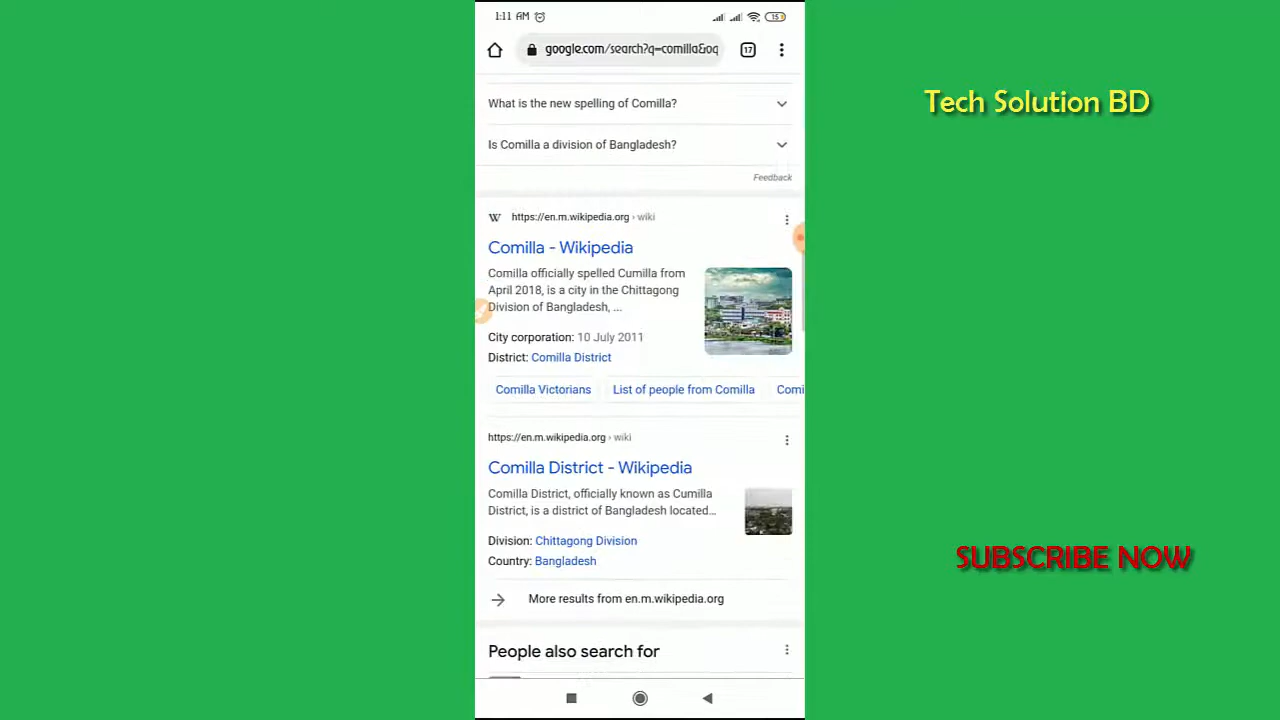 1:11 AM
15
google.com/search?q=comilla&oq
17
What is the new spelling of Comilla?
Is Comilla a division of Bangladesh?
Feedback
W
https://en.m.wikipedia.org › wiki
Comilla - Wikipedia
Comilla officially spelled Cumilla from
April 2018, is a city in the Chittagong
Division of Bangladesh, ...
City corporation: 10 July 2011
District: Comilla District
Comilla Victorians
List of people from Comilla
Comi
https://en.m.wikipedia.org › wiki
Comilla District - Wikipedia
Comilla District, officially known as Cumilla
District, is a district of Bangladesh located...
Division: Chittagong Division
Country: Bangladesh
More results from en.m.wikipedia.org
People also search for
Tech Solution BD
SUBSCRIBE NOW